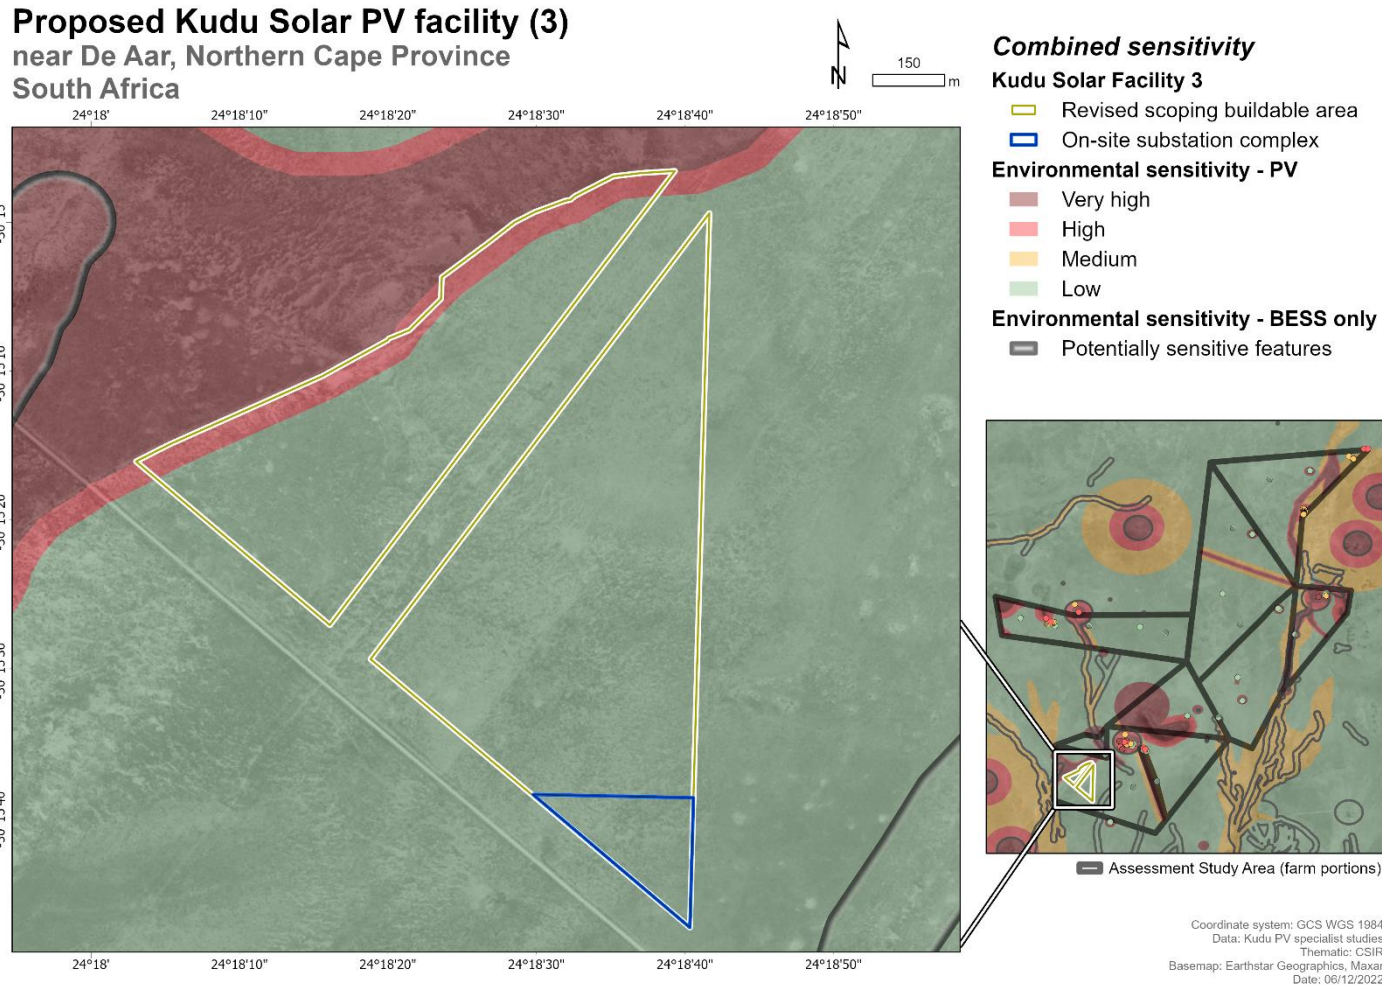 Proposed Kudu Solar PV facility (3)
near De Aar, Northern Cape Province
South Africa
N
150
m
Combined sensitivity
Kudu Solar Facility 3
Revised scoping buildable area
On-site substation complex
Environmental sensitivity - PV
Very high
High
Medium
Low
Environmental sensitivity - BESS only
Potentially sensitive features
24°18'
24°18'10"
24°18'20"
24°18'30"
24°18'40"
24°18'50"
24°18'
24°18'10"
24°18'20"
24°18'30"
24°18'40"
24°18'50"
Assessment Study Area (farm portions)
Coordinate system: GCS WGS 1984
Data: Kudu PV specialist studies
Thematic: CSIR
Basemap: Earthstar Geographics, Maxar
Date: 06/12/2022